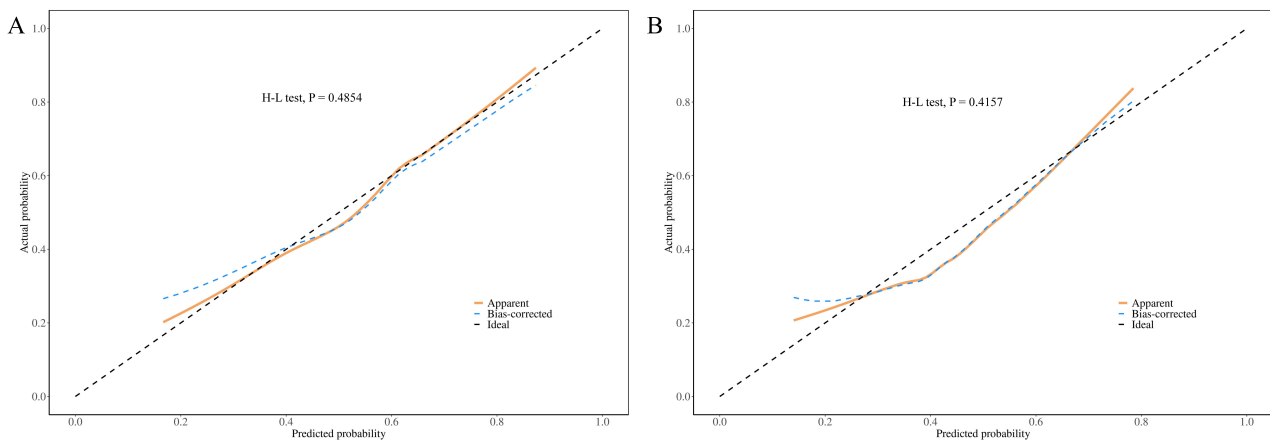 A
Actual probability
1.0
0.8
0.6
0.4
0.2
0.0
H-L test, P = 0.4854
Apparent
Bias-corrected
Ideal
0.0 0.2 0.4 0.6 0.8 1.0
Predicted probability
B
Actual probability
1.0
0.8
0.6
0.4
0.2
0.0
H-L test, P = 0.4157
Apparent
Bias-corrected
Ideal
0.0 0.2 0.4 0.6 0.8 1.0
Predicted probability